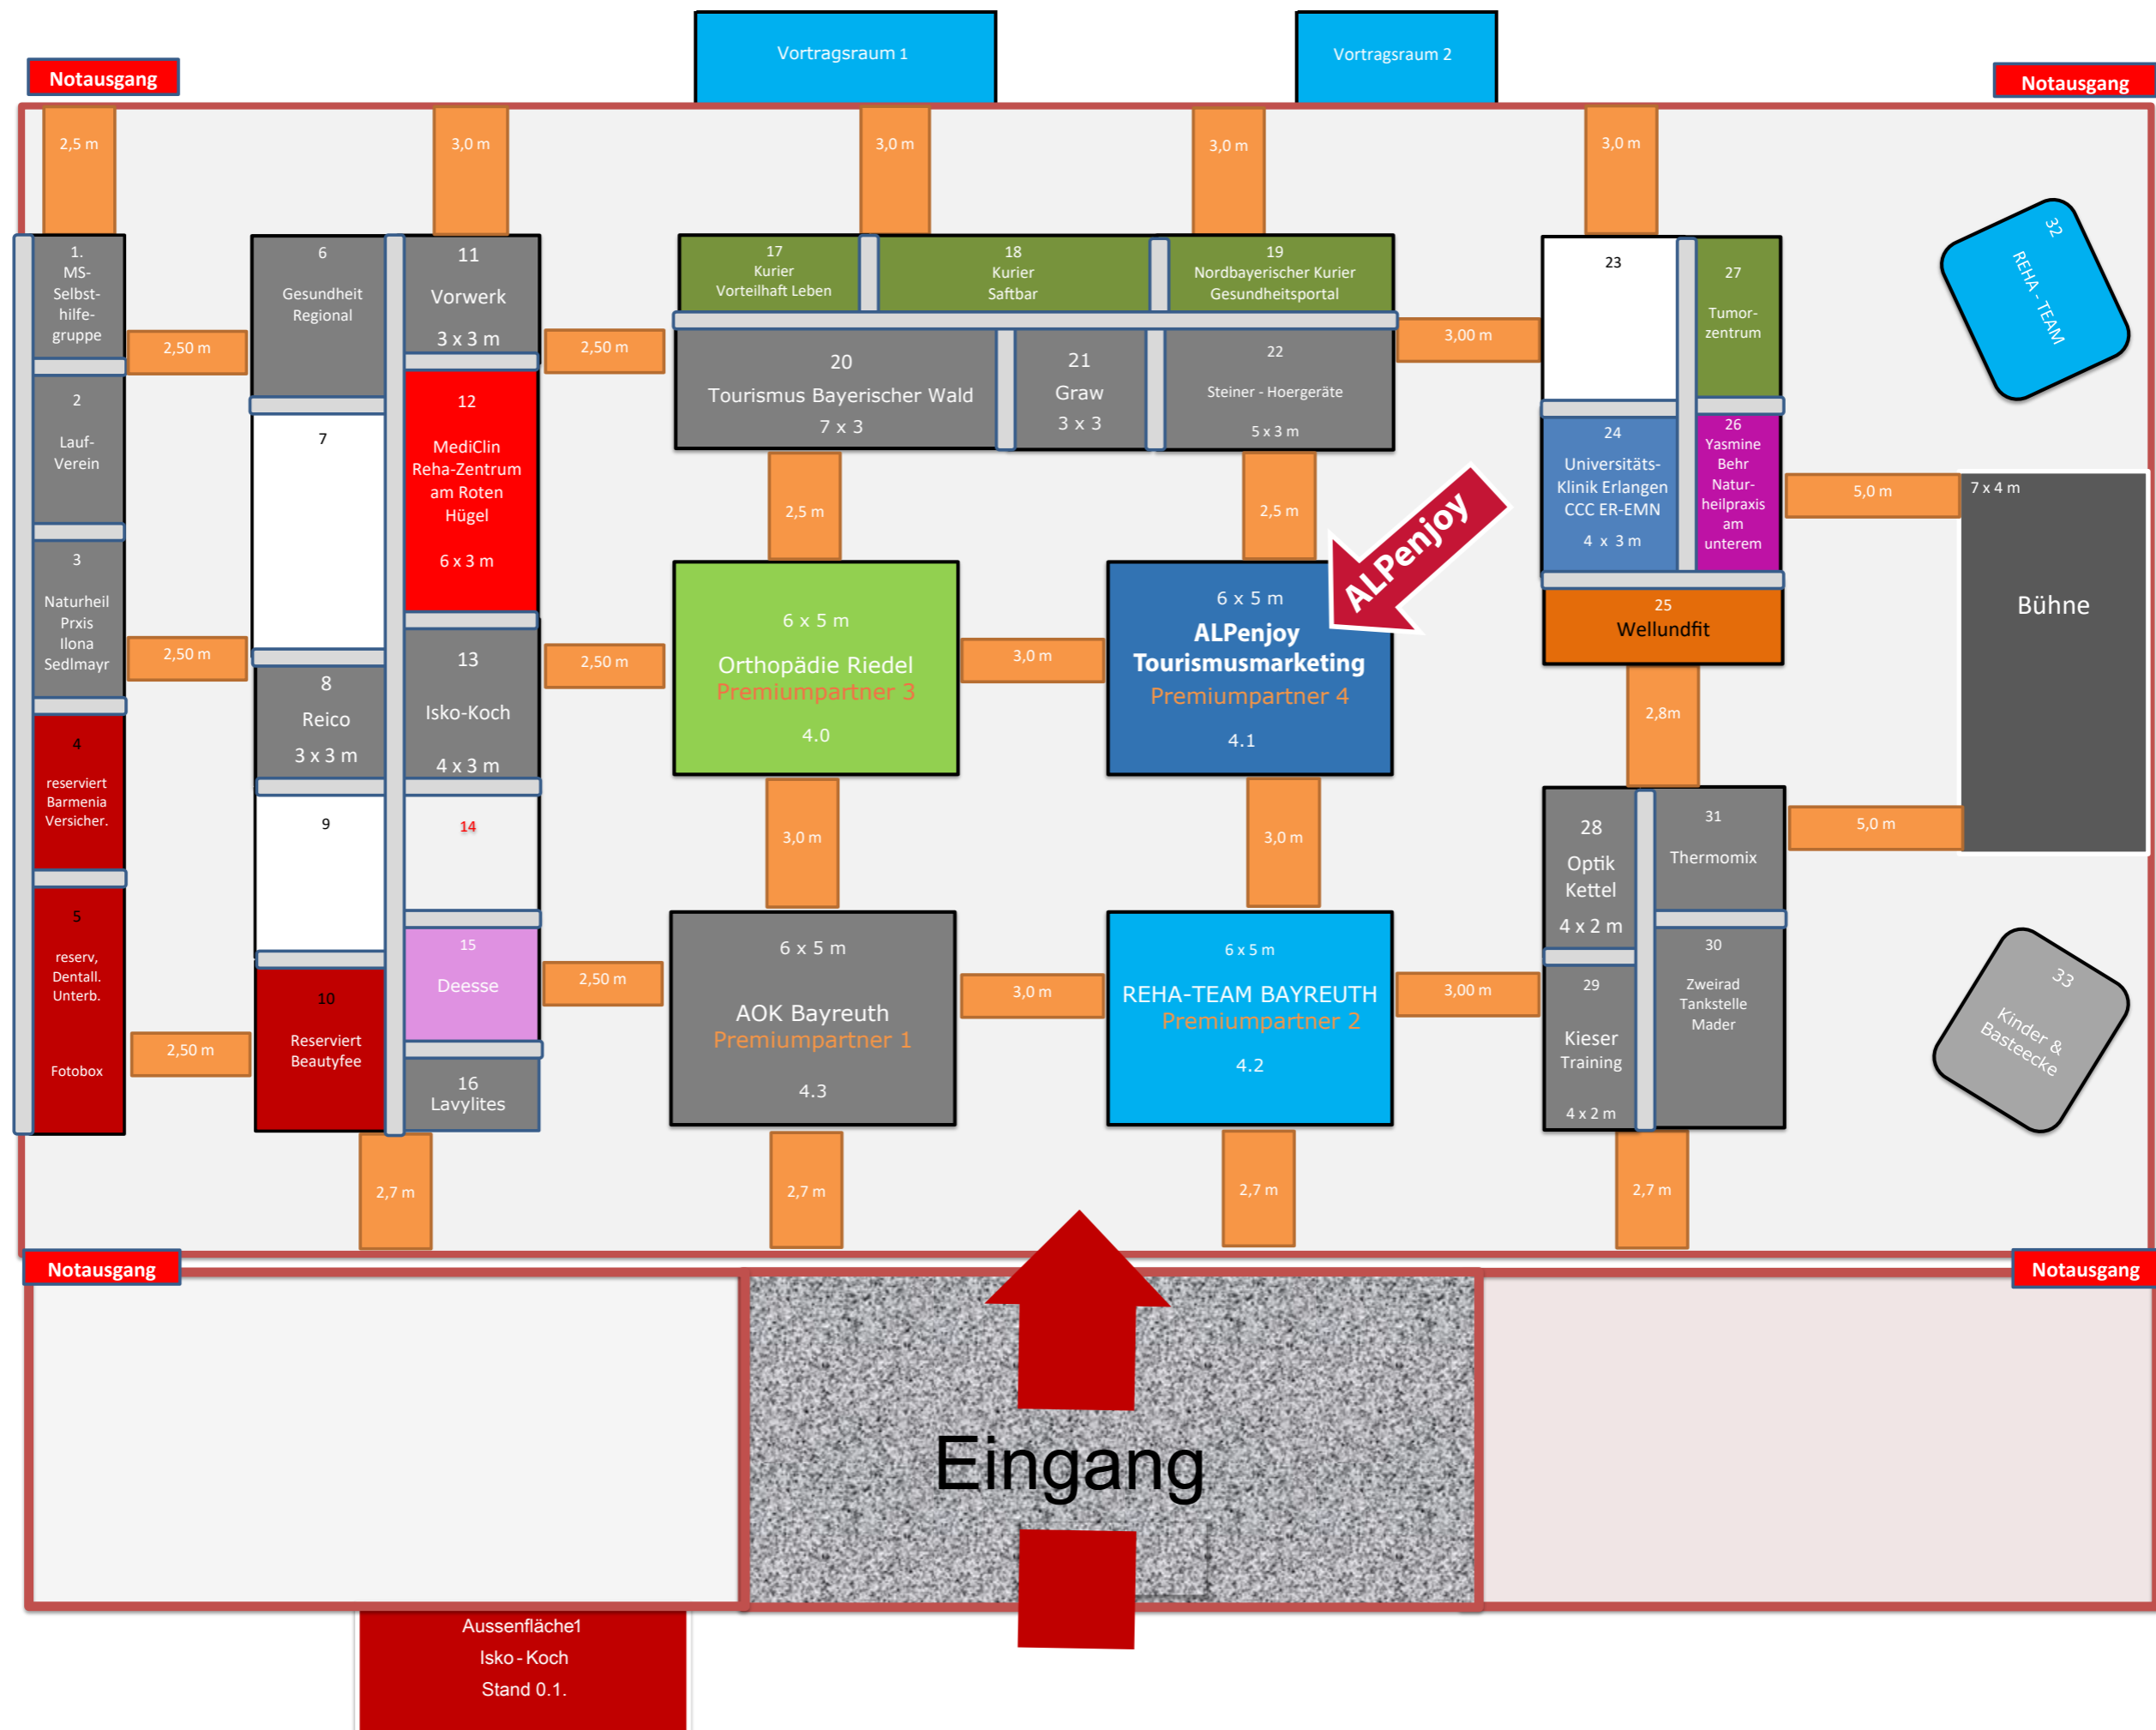 Vortragsraum 1
Vortragsraum 2
Notausgang
Notausgang
2,5 m
3,0 m
3,0 m
3,0 m
3,0 m
1.
MS-
Selbst-
hilfe-
gruppe
2,50 m
6
Gesundheit
Regional
11
Vorwerk
3 x 3 m
2,50 m
17
Kurier
Vorteilhaft Leben
18
Kurier
Saftbar
19
Nordbayerischer Kurier
Gesundheitsportal
3,00 m
23
27
Tumor-
zentrum
32
REHA - TEAM
2
Lauf-
Verein
7
12
MediClin
Reha-Zentrum
am Roten
Hügel
6 x 3 m
20
Tourismus Bayerischer Wald
7 x 3
21
Graw
3 x 3
22
Steiner - Hoergeräte
5 x 3 m
24
Universitäts-
Klinik Erlangen
CCC ER-EMN
4 x 3 m
26
Yasmine
Behr
Natur-
heilpraxis
am
unterem
5,0 m
7 x 4 m
Bühne
2,5 m
2,5 m
ALPenjoy
3
Naturheil
Prxis
Ilona
Sedlmayr
2,50 m
8
Reico
3 x 3 m
13
Isko-Koch
4 x 3 m
2,50 m
6 x 5 m
Orthopädie Riedel
Premiumpartner 3
4.0
3,0 m
6 x 5 m
ALPenjoy
Tourismusmarketing
Premiumpartner 4
4.1
25
Wellundfit
2,8m
4
reserviert
Barmenia
Versicher.
9
14
3,0 m
3,0 m
28
Optik
Kettel
4 x 2 m
31
Thermomix
5,0 m
5
reserv,
Dentall.
Unterb.
Fotobox
2,50 m
10
Reserviert
Beautyfee
15
Deesse
2,50 m
16
Lavylites
6 x 5 m
AOK Bayreuth
Premiumpartner 1
4.3
3,0 m
6 x 5 m
REHA-TEAM BAYREUTH
Premiumpartner 2
4.2
3,00 m
29
Kieser
Training
4 x 2 m
30
Zweirad
Tankstelle
Mader
33
Kinder &
Basteecke
2,7 m
2,7 m
2,7 m
2,7 m
Notausgang
Notausgang
Eingang
Aussenfläche1
Isko - Koch
Stand 0.1.